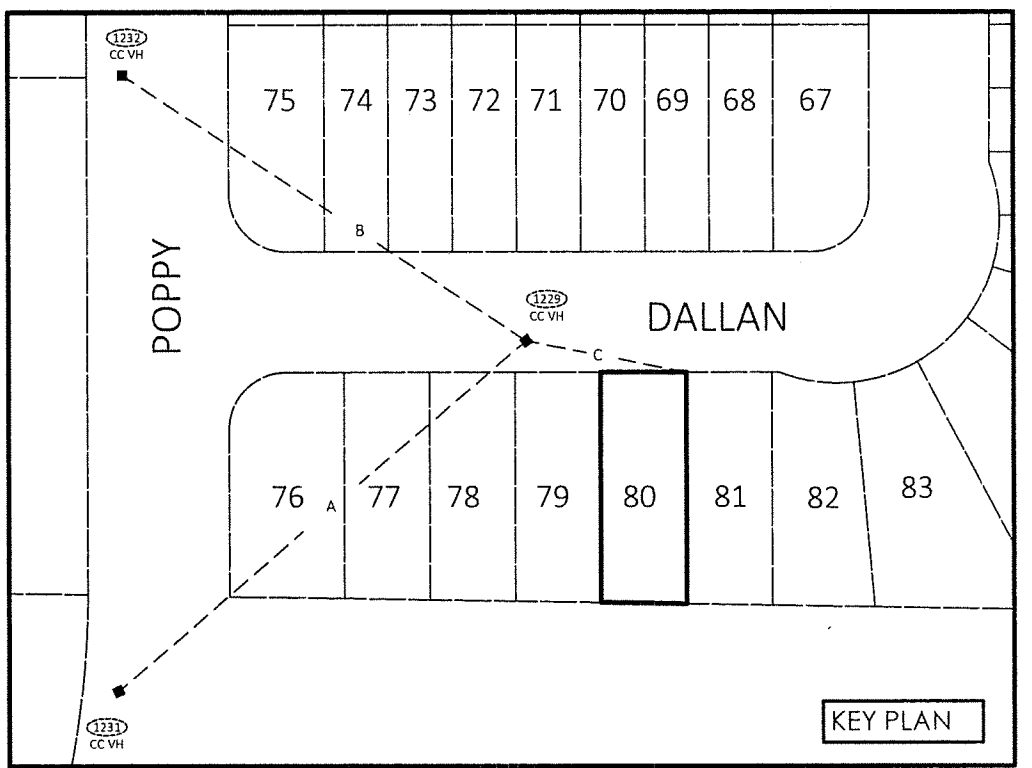 1232
CC VH
75 74 73 72 71 70 69 68 67
B
POPPY
1229
CC VH
DALLAN
C
76 A 77 78 79 80 81 82 83
1231
CC VH
KEY PLAN